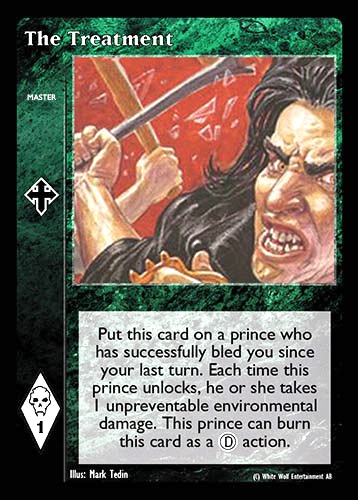 The Treatment
MASTER
Put this card on a prince who
has successfully bled you since
your last turn. Each time this
prince unlocks, he or she takes
1 unpreventable environmental
damage. This prince can burn
this card as a Ⓓ action.
1
Illus: Mark Tedin
(C) White Wolf Entertainment AB